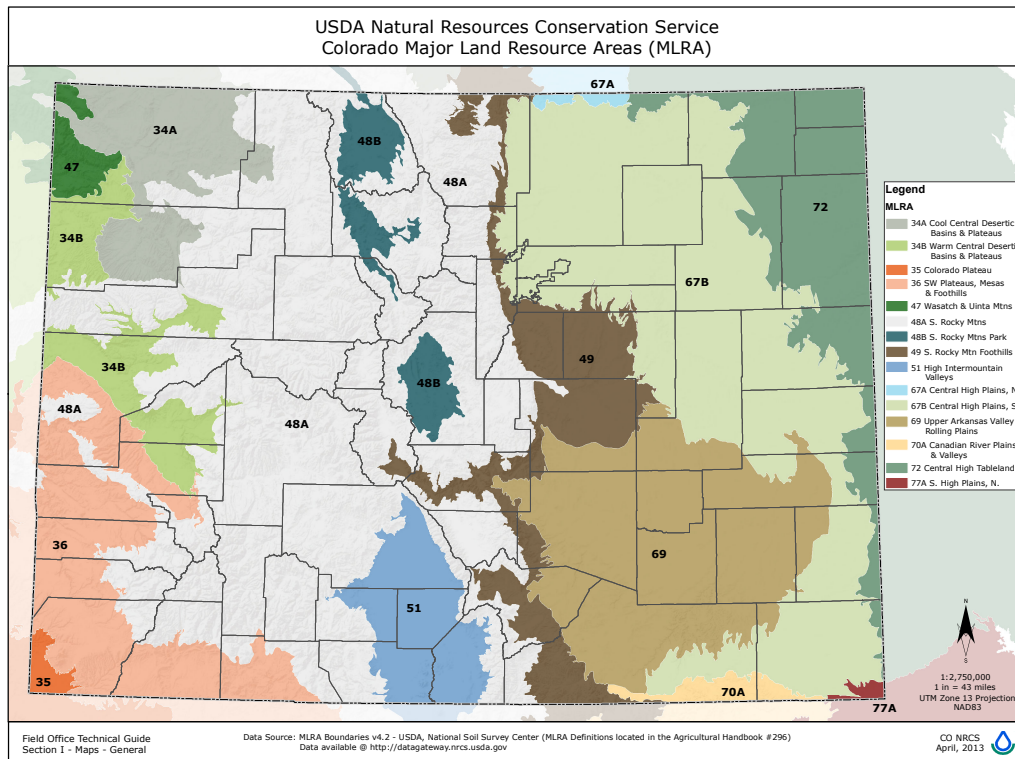 USDA Natural Resources Conservation Service
Colorado Major Land Resource Areas (MLRA)
67A
34A
48B
47
48A
72
34B
67B
34B
49
48B
48A
48A
36
69
51
35
70A
77A
Legend
MLRA
34A Cool Central Desertic
Basins & Plateaus
34B Warm Central Deserti
Basins & Plateaus
35 Colorado Plateau
36 SW Plateaus, Mesas
& Foothills
47 Wasatch & Uinta Mtns
48A S. Rocky Mtns
48B S. Rocky Mtns Park
49 S. Rocky Mtn Foothills
51 High Intermountain
Valleys
67A Central High Plains, N
67B Central High Plains, S
69 Upper Arkansas Valley
Rolling Plains
70A Canadian River Plains
& Valleys
72 Central High Tableland
77A S. High Plains, N.
N
S
1:2,750,000
1 in = 43 miles
UTM Zone 13 Projection
NAD83
Field Office Technical Guide
Section I - Maps - General
Data Source: MLRA Boundaries v4.2 - USDA, National Soil Survey Center (MLRA Definitions located in the Agricultural Handbook #296)
Data available @ http://datagateway.nrcs.usda.gov
CO NRCS
April, 2013